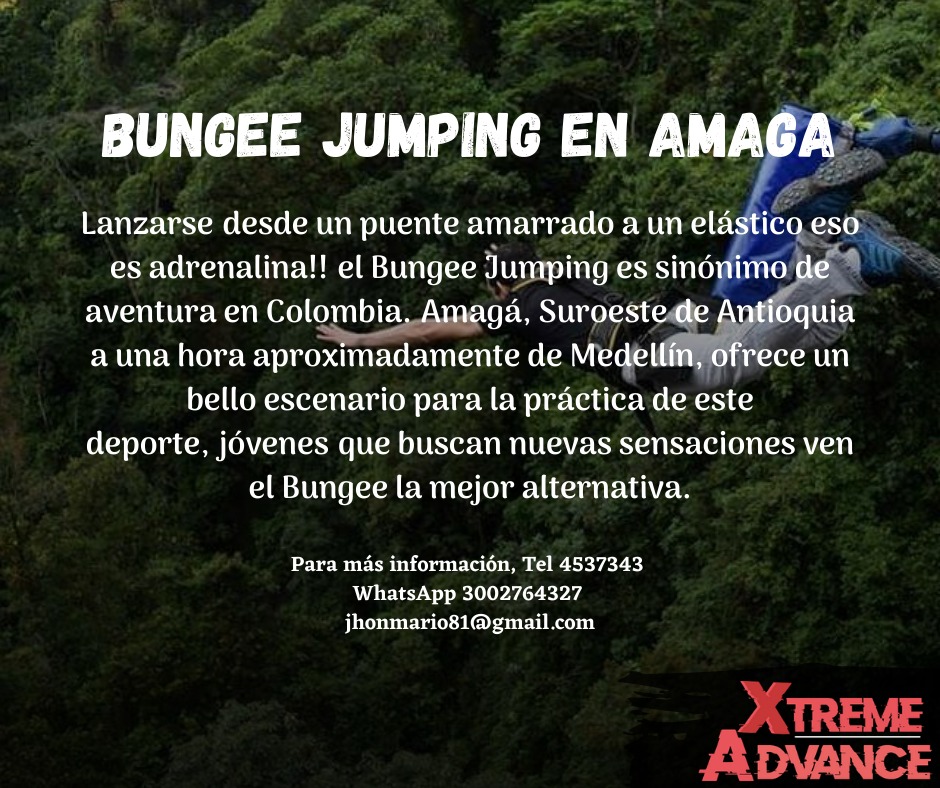 BUNGEE JUMPING EN AMAGA
Lanzarse desde un puente amarrado a un elástico eso
es adrenalina!! el Bungee Jumping es sinónimo de
aventura en Colombia. Amagá, Suroeste de Antioquia
a una hora aproximadamente de Medellín, ofrece un
bello escenario para la práctica de este
deporte, jóvenes que buscan nuevas sensaciones ven
el Bungee la mejor alternativa.
Para más información, Tel 4537343
WhatsApp 3002764327
jhonmario81@gmail.com
XTREME
ADVANCE